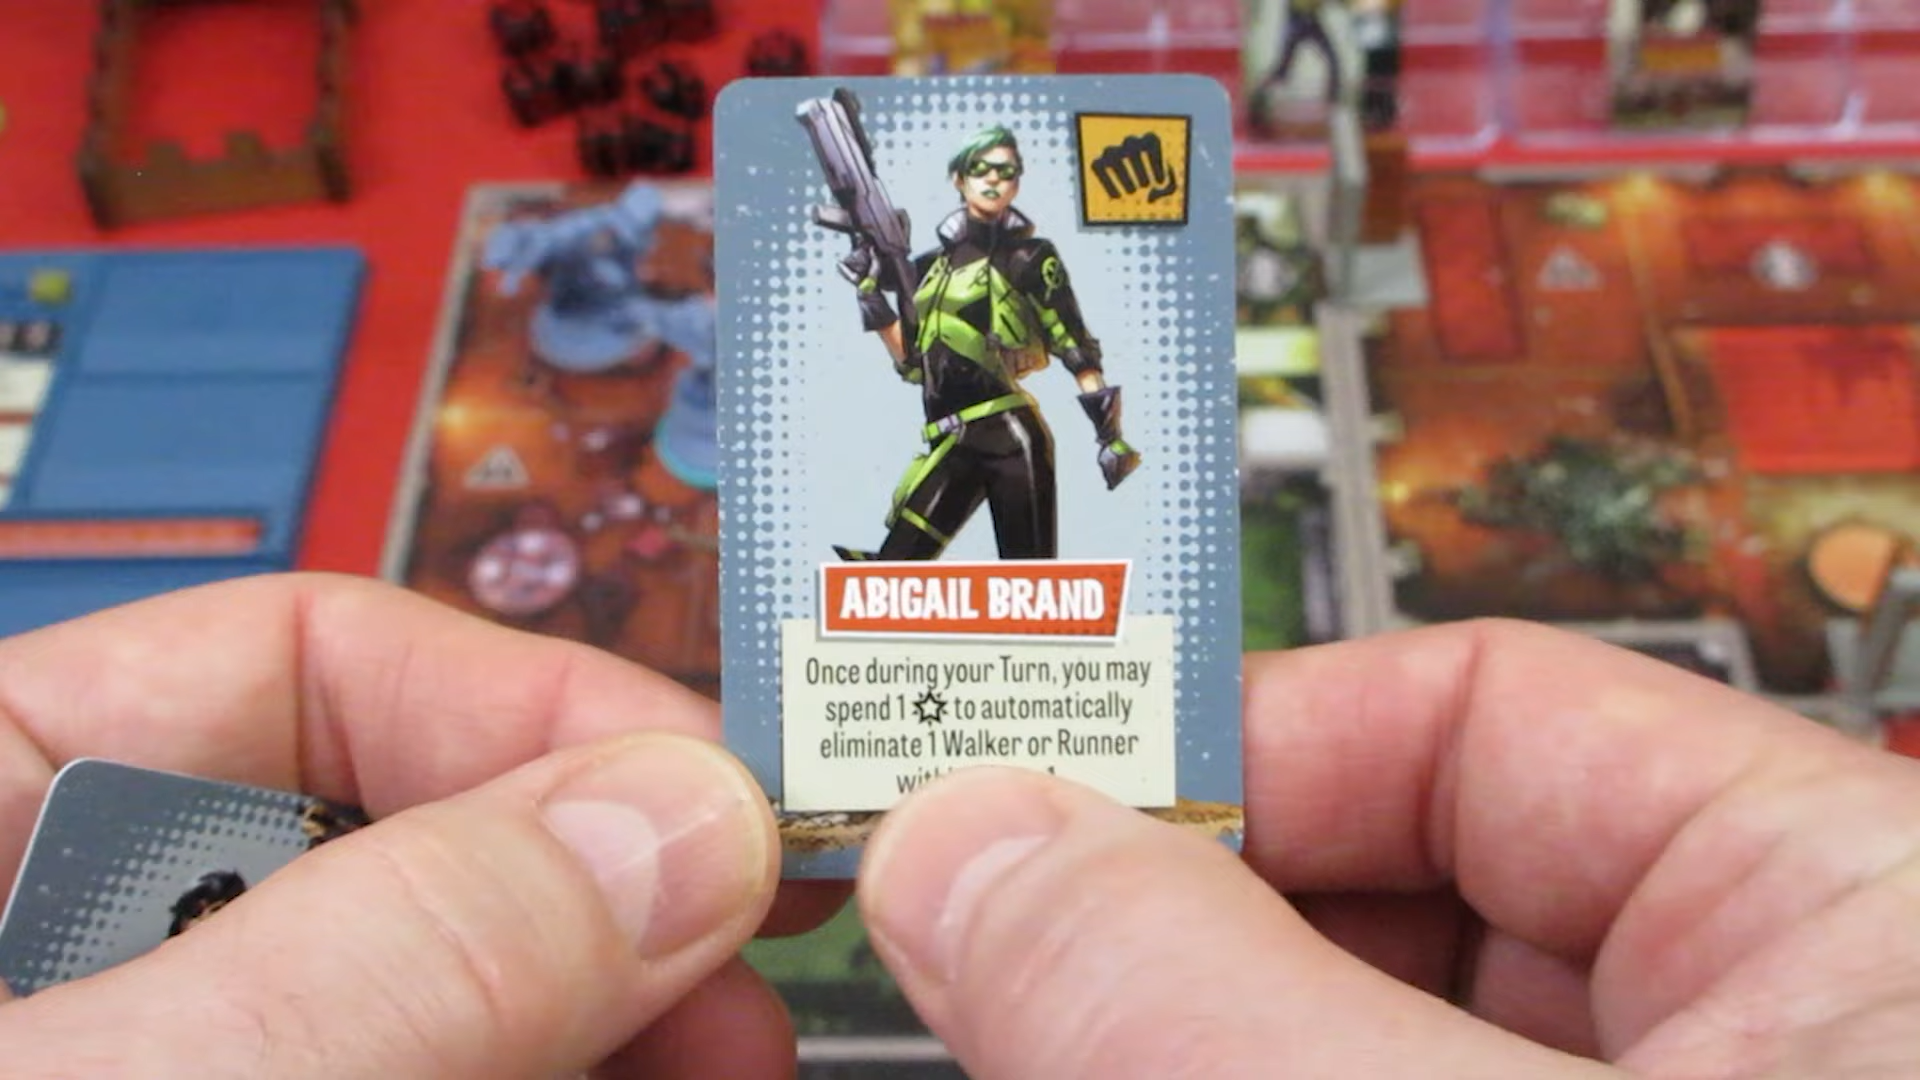 ABIGAIL BRAND
Once during your Turn, you may
spend 1 to automatically
eliminate 1 Walker or Runner